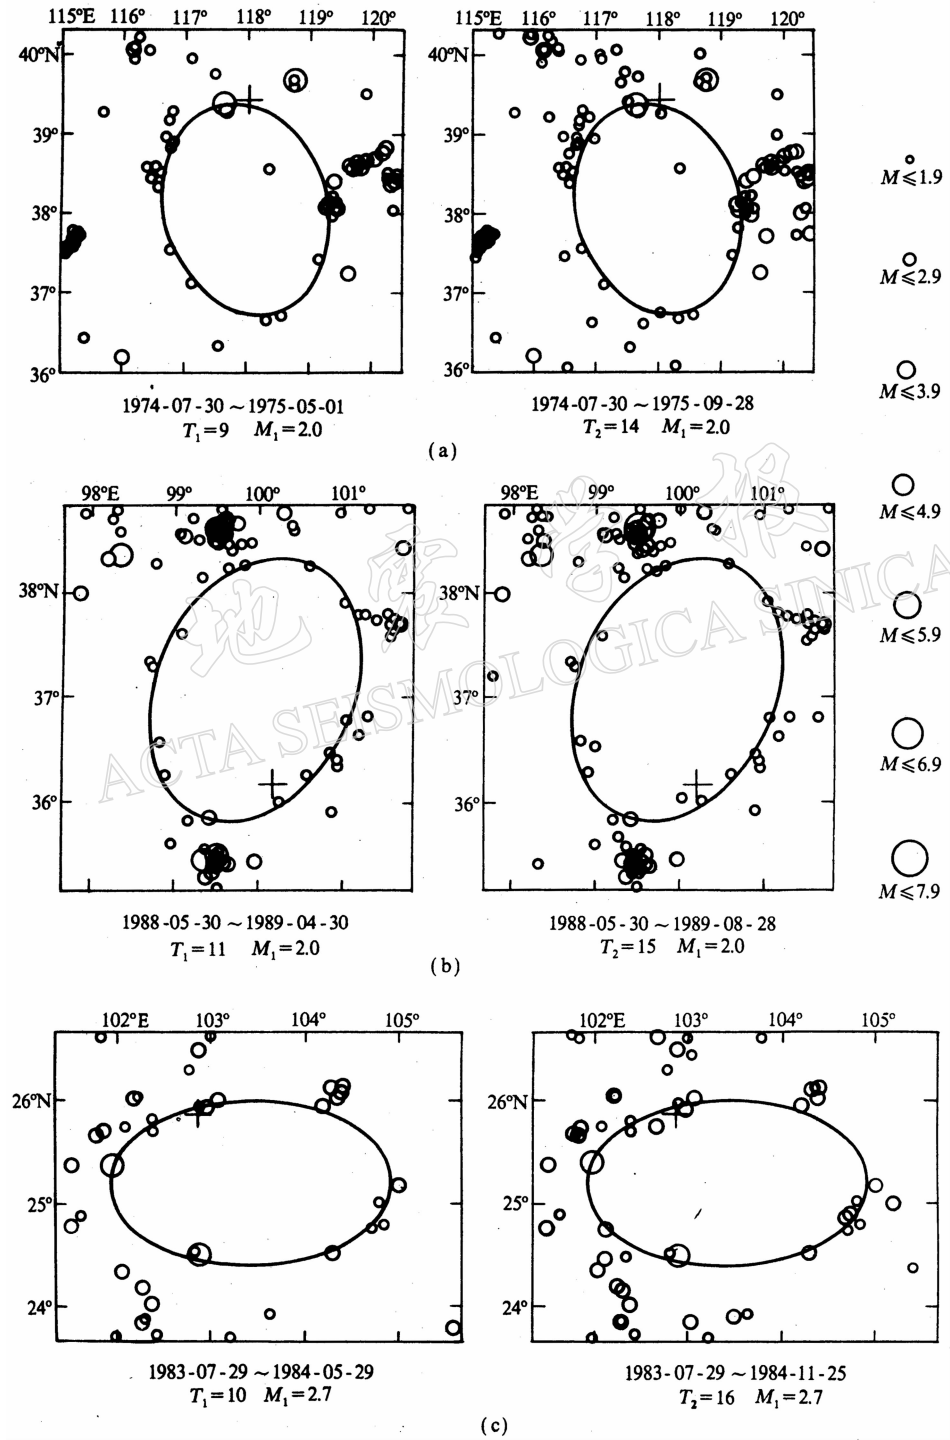 115°E 116° 117° 118° 119° 120°
40°N
39°
38°
37°
36°
1974-07-30 ~ 1975-05-01
T₁=9 M₁=2.0
115°E 116° 117° 118° 119° 120°
40°N
39°
38°
37°
36°
1974-07-30 ~ 1975-09-28
T₂=14 M₁=2.0
(a)
98°E 99° 100° 101°
38°N
37°
36°
1988-05-30 ~ 1989-04-30
T₁=11 M₁=2.0
98°E 99° 100° 101°
38°N
37°
36°
1988-05-30 ~ 1989-08-28
T₂=15 M₁=2.0
(b)
102°E 103° 104° 105°
26°N
25°
24°
1983-07-29 ~ 1984-05-29
T₁=10 M₁=2.7
102°E 103° 104° 105°
26°N
25°
24°
1983-07-29 ~ 1984-11-25
T₂=16 M₁=2.7
(c)
M⩽1.9
M⩽2.9
M⩽3.9
M⩽4.9
M⩽5.9
M⩽6.9
M⩽7.9
地震学报
ACTA SEISMOLOGICA SINICA